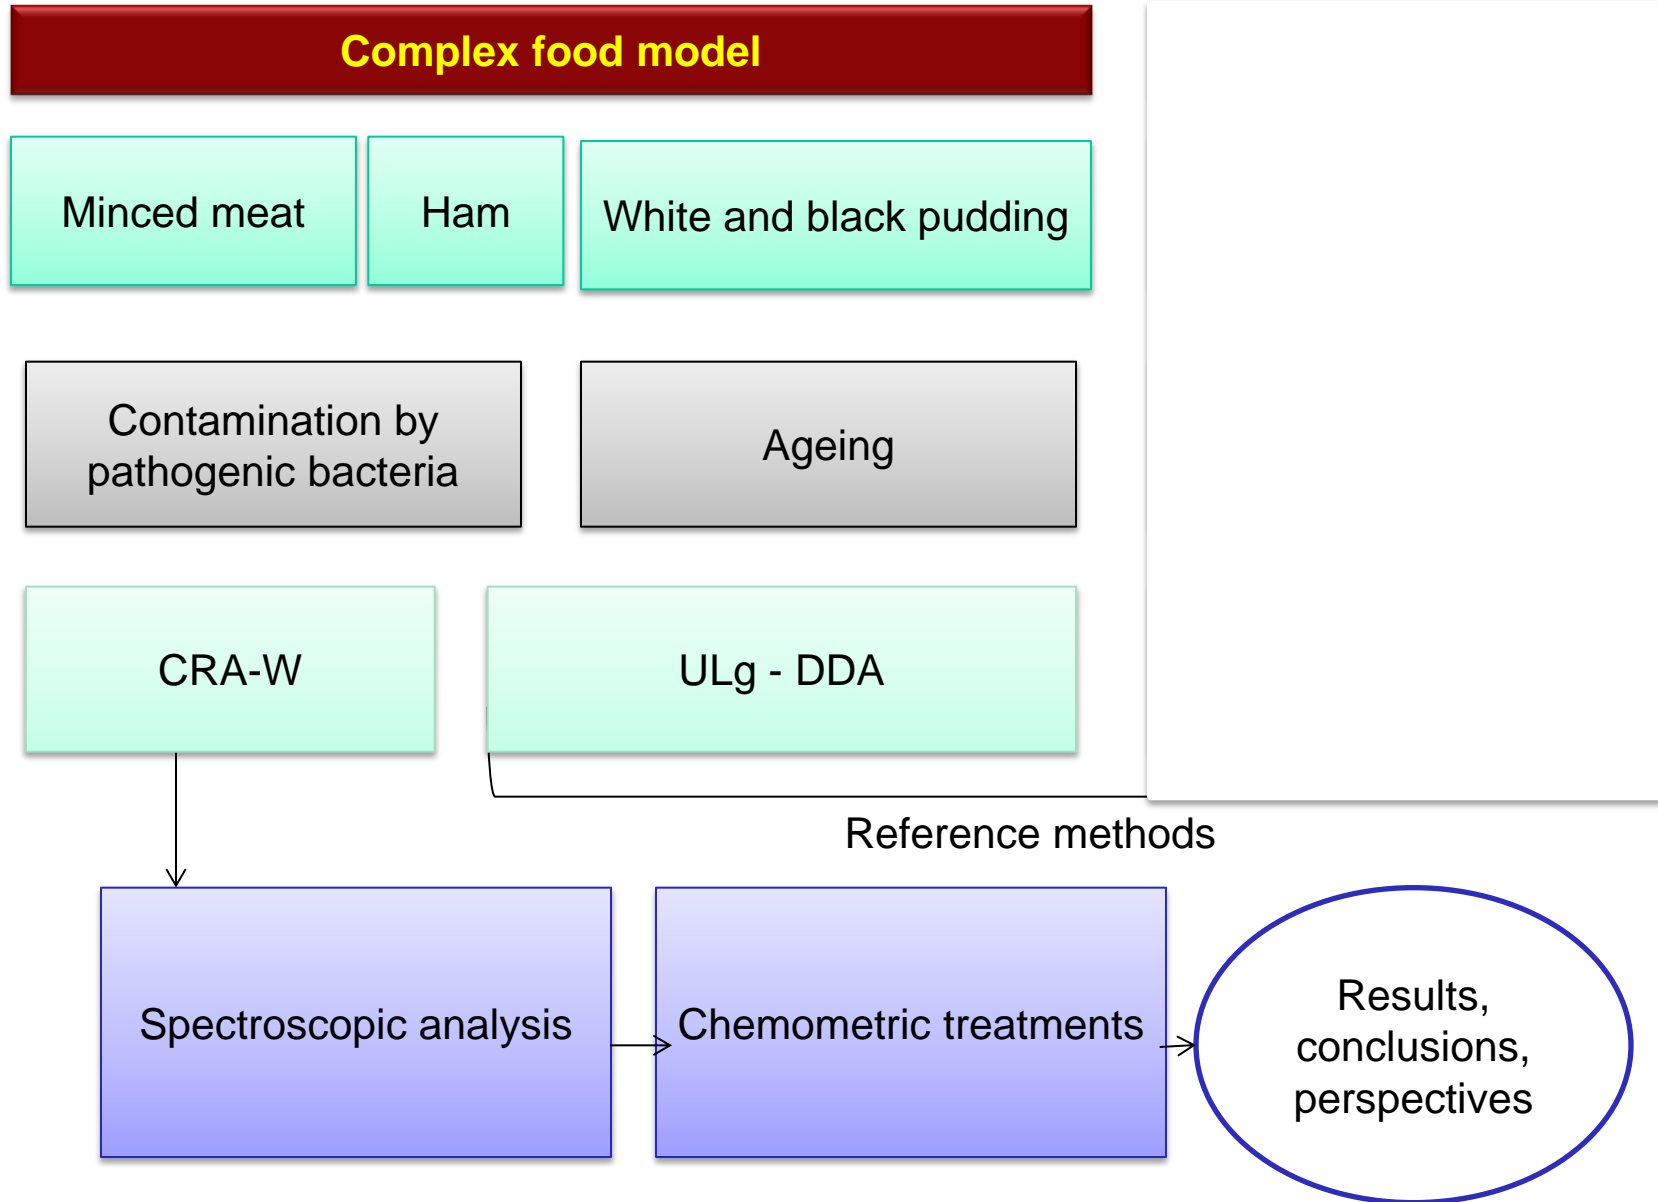 Complex food model
Minced meat
Ham
White and black pudding
Contamination by
pathogenic bacteria
Ageing
CRA-W
ULg - DDA
Reference methods
Spectroscopic analysis
Chemometric treatments
Results,
conclusions,
perspectives